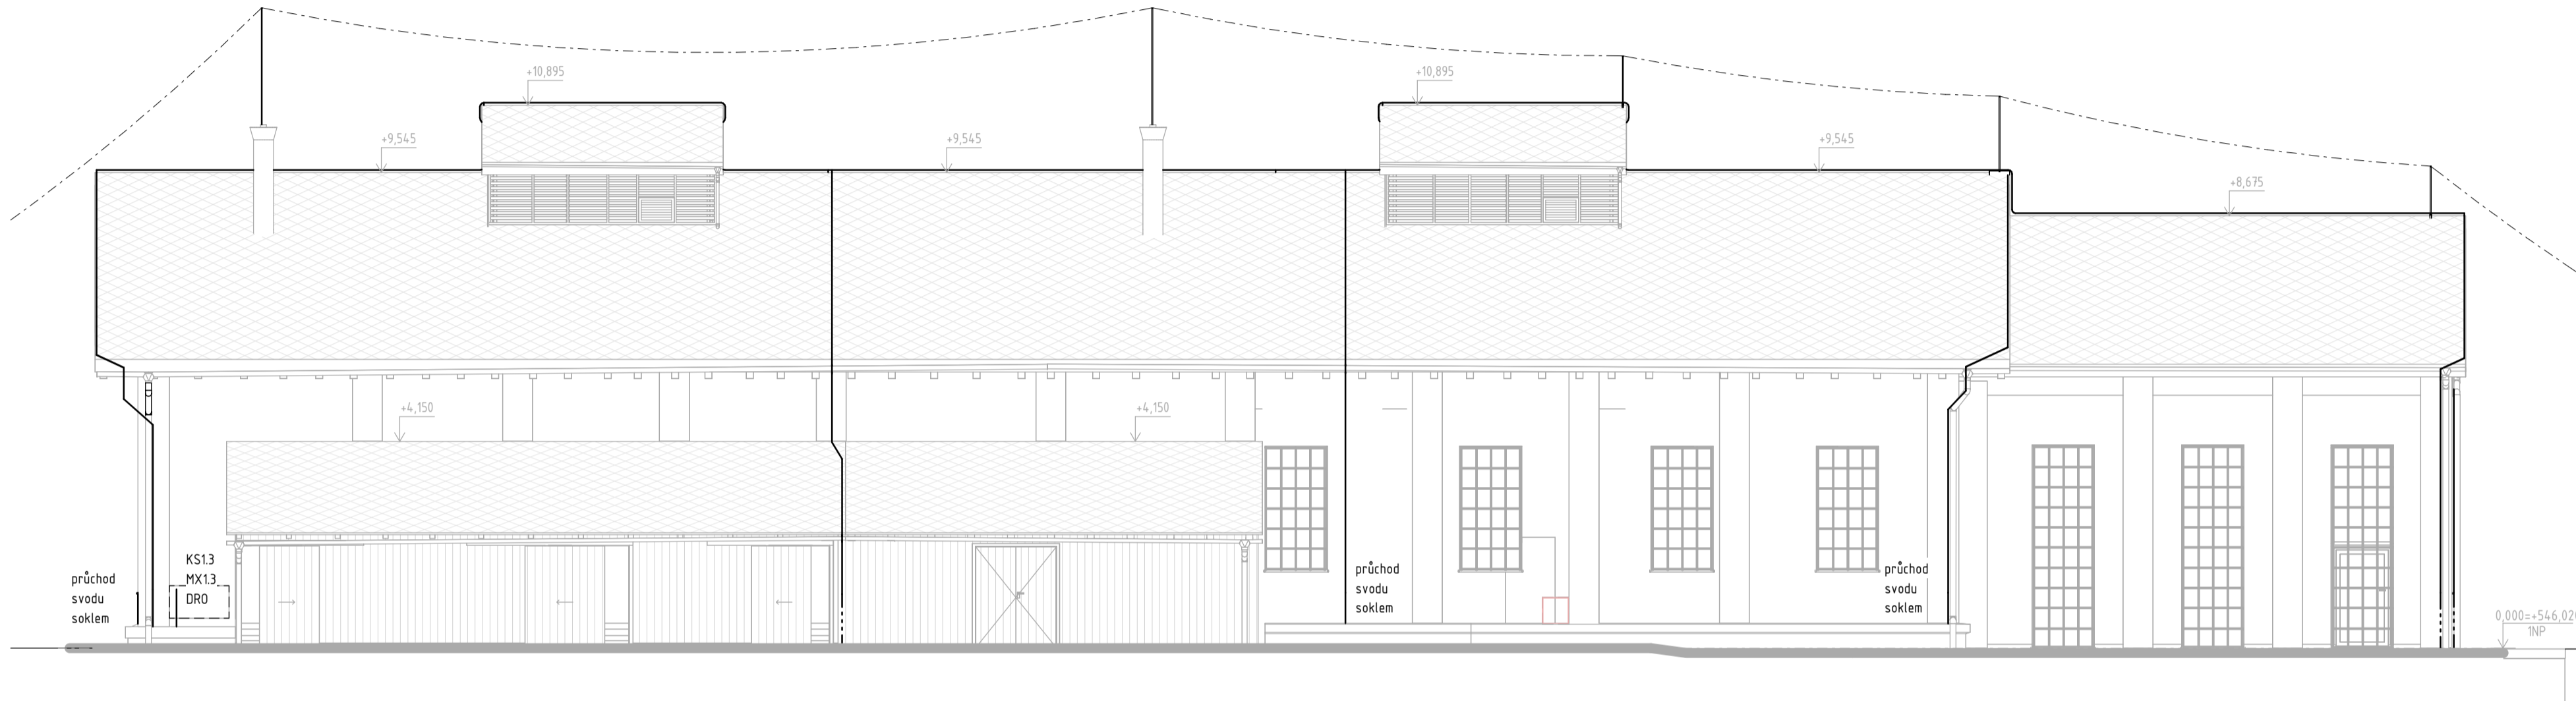 +10,895
+10,895
+9,545
+9,545
+9,545
+8,675
+4,150
+4,150
KS1.3
MX1.3
DRO
průchod
svodu
soklem
průchod
svodu
soklem
průchod
svodu
soklem
0,000=+546,02
1NP